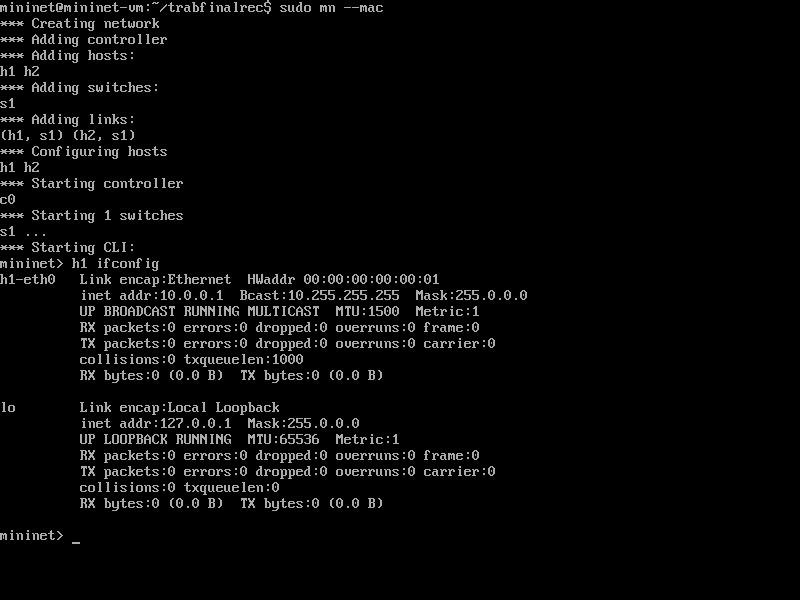 mininet@mininet-vm:~/trabfinalrec$ sudo mn --mac
*** Creating network
*** Adding controller
*** Adding hosts:
h1 h2
*** Adding switches:
s1
*** Adding links:
(h1, s1) (h2, s1)
*** Configuring hosts
h1 h2
*** Starting controller
c0
*** Starting 1 switches
s1 ...
*** Starting CLI:
mininet> h1 ifconfig
h1-eth0   Link encap:Ethernet  HWaddr 00:00:00:00:00:01
          inet addr:10.0.0.1  Bcast:10.255.255.255  Mask:255.0.0.0
          UP BROADCAST RUNNING MULTICAST  MTU:1500  Metric:1
          RX packets:0 errors:0 dropped:0 overruns:0 frame:0
          TX packets:0 errors:0 dropped:0 overruns:0 carrier:0
          collisions:0 txqueuelen:1000
          RX bytes:0 (0.0 B)  TX bytes:0 (0.0 B)

lo        Link encap:Local Loopback
          inet addr:127.0.0.1  Mask:255.0.0.0
          UP LOOPBACK RUNNING  MTU:65536  Metric:1
          RX packets:0 errors:0 dropped:0 overruns:0 frame:0
          TX packets:0 errors:0 dropped:0 overruns:0 carrier:0
          collisions:0 txqueuelen:0
          RX bytes:0 (0.0 B)  TX bytes:0 (0.0 B)

mininet> _